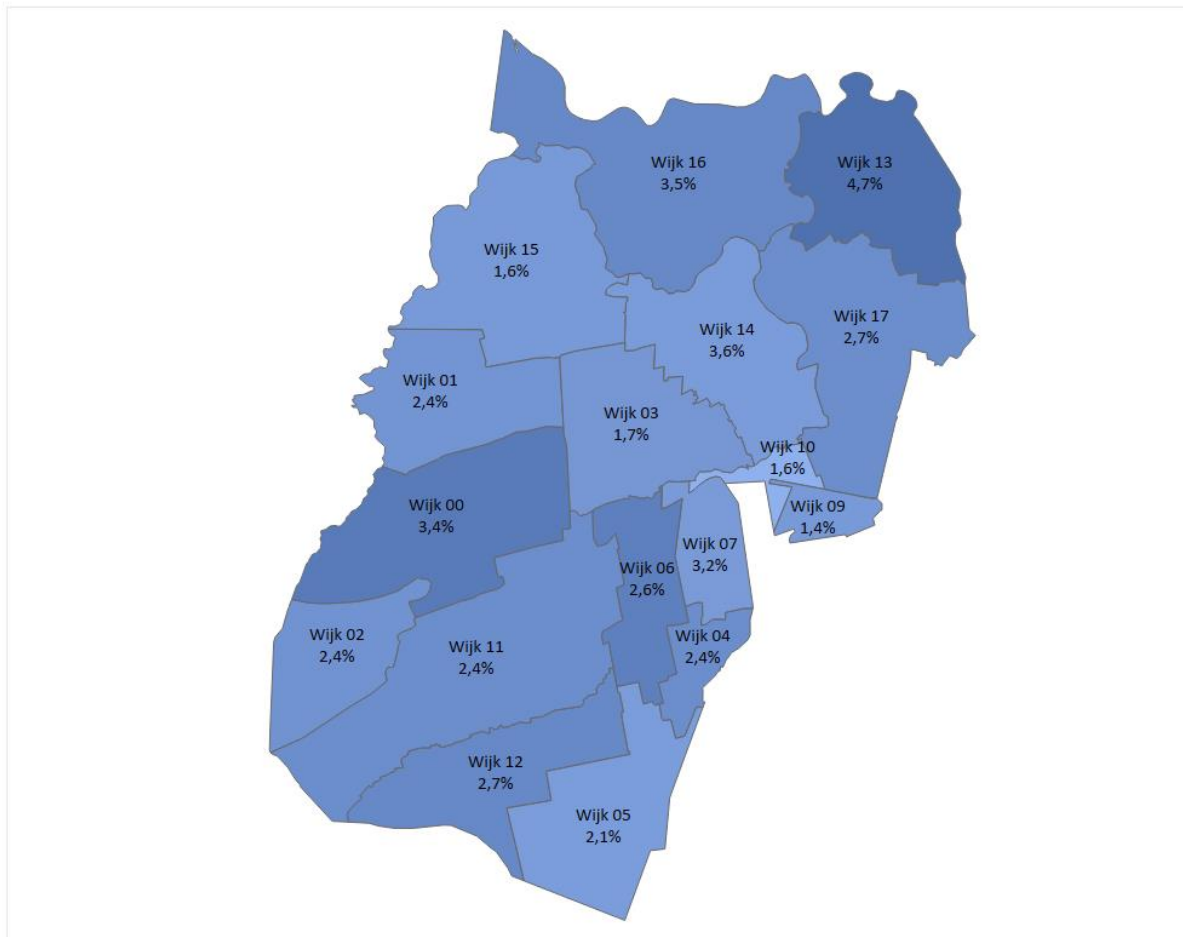 Wijk 16
3,5%
Wijk 13
4,7%
Wijk 15
1,6%
Wijk 14
3,6%
Wijk 17
2,7%
Wijk 01
2,4%
Wijk 03
1,7%
Wijk 10
1,6%
Wijk 00
3,4%
Wijk 09
1,4%
Wijk 07
3,2%
Wijk 06
2,6%
Wijk 02
2,4%
Wijk 11
2,4%
Wijk 04
2,4%
Wijk 12
2,7%
Wijk 05
2,1%